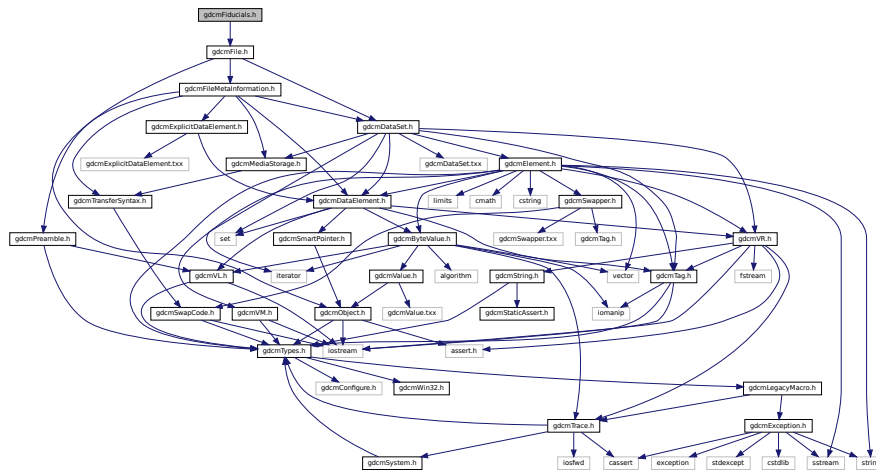 gdcmFiducials.h
gdcmFile.h
gdcmFileMetaInformation.h
gdcmExplicitDataElement.h
gdcmDataSet.h
gdcmExplicitDataElement.txx
gdcmMediaStorage.h
gdcmDataSet.txx
gdcmElement.h
gdcmTransferSyntax.h
gdcmDataElement.h
limits
cmath
cstring
gdcmSwapper.h
gdcmPreamble.h
set
gdcmSmartPointer.h
gdcmByteValue.h
gdcmSwapper.txx
gdcmTag.h
gdcmVR.h
gdcmVL.h
iterator
gdcmValue.h
algorithm
gdcmString.h
vector
gdcmTag.h
fstream
gdcmSwapCode.h
gdcmVM.h
gdcmObject.h
gdcmValue.txx
gdcmStaticAssert.h
iomanip
gdcmTypes.h
iostream
assert.h
gdcmConfigure.h
gdcmWin32.h
gdcmLegacyMacro.h
gdcmTrace.h
gdcmException.h
gdcmSystem.h
iosfwd
cassert
exception
stdexcept
cstdlib
sstream